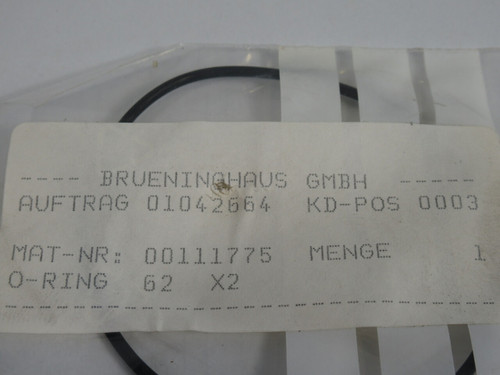 ---- BRUENINGHAUS GMBH -----
AUFTRAG 01042664 KD-POS 0003
MAT-NR: 00111775 MENGE 1
O-RING 62 X2